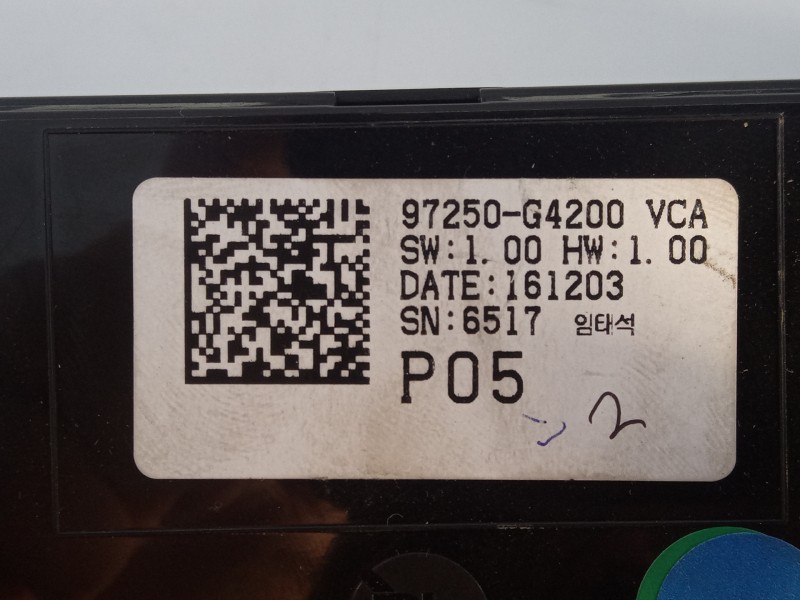 97250-G4200 VCA
SW:1.00 HW:1.00
DATE:161203
SN:6517 임태석
P05
2